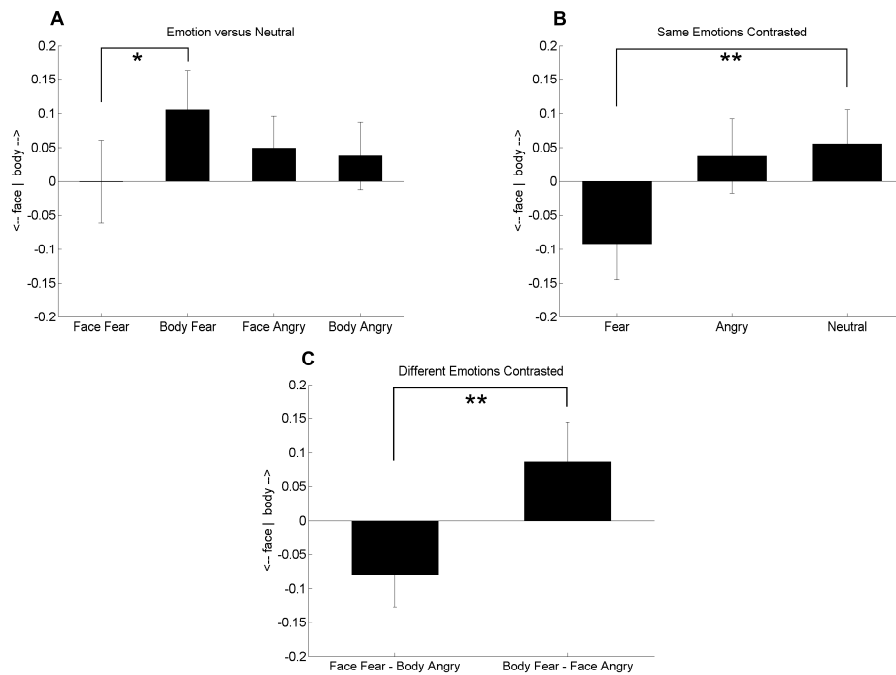 A
Emotion versus Neutral
0.2
0.15
0.1
0.05
0
-0.05
-0.1
-0.15
-0.2
<-- face | body -->
*
Face Fear
Body Fear
Face Angry
Body Angry
B
Same Emotions Contrasted
0.2
0.15
0.1
0.05
0
-0.05
-0.1
-0.15
-0.2
<-- face | body -->
**
Fear
Angry
Neutral
C
Different Emotions Contrasted
0.2
0.15
0.1
0.05
0
-0.05
-0.1
-0.15
-0.2
<-- face | body -->
**
Face Fear - Body Angry
Body Fear - Face Angry